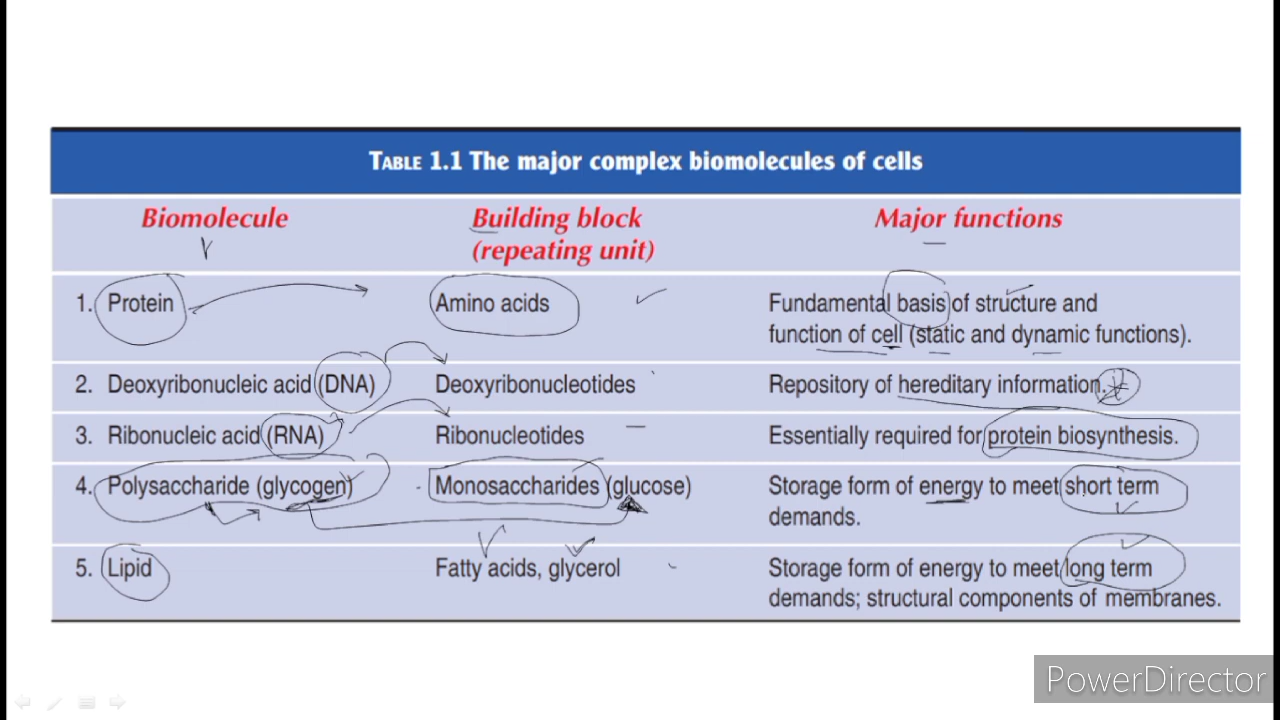 TABLE 1.1 The major complex biomolecules of cells
Biomolecule Building block Major functions
(repeating unit)
1. Protein Amino acids Fundamental basis of structure and
function of cell (static and dynamic functions).
2. Deoxyribonucleic acid (DNA) Deoxyribonucleotides Repository of hereditary information.
3. Ribonucleic acid (RNA) Ribonucleotides Essentially required for protein biosynthesis.
4. Polysaccharide (glycogen) Monosaccharides (glucose) Storage form of energy to meet short term
demands.
5. Lipid Fatty acids, glycerol Storage form of energy to meet long term
demands; structural components of membranes.
PowerDirector